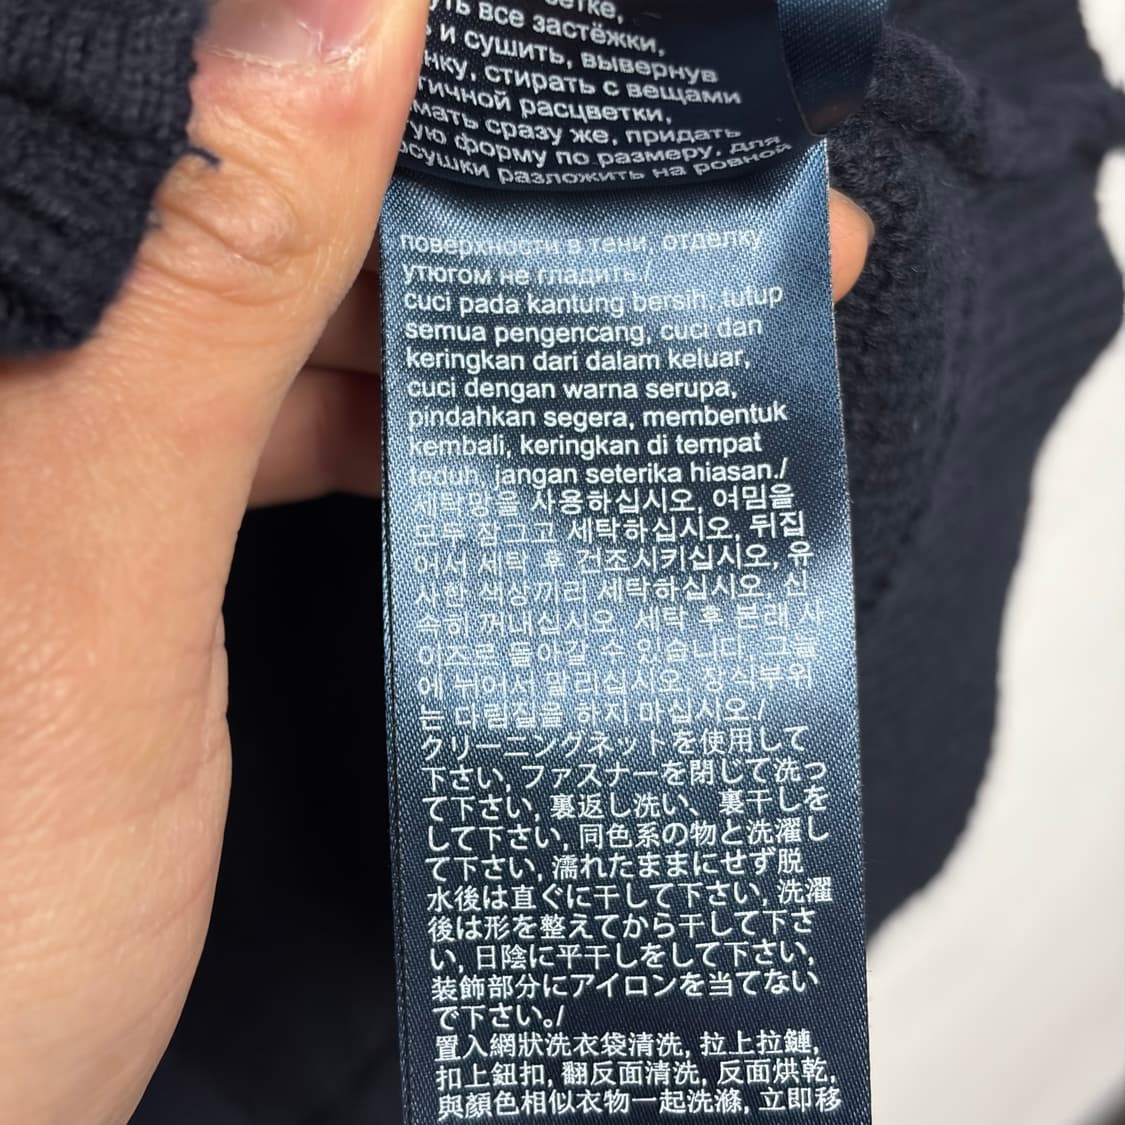 сетке,
уть все застёжки,
и сушить, вывернув
нку, стирать с вещами
гичной расцветки,
мать сразу же, придать
ую форму по размеру, для
осушки разложить на ровной
поверхности в тени, отделку
утюгом не гладить./
cuci pada kantung bersih, tutup
semua pengencang, cuci dan
keringkan dari dalam keluar,
cuci dengan warna serupa,
pindahkan segera, membentuk
kembali, keringkan di tempat
teduh, jangan seterika hiasan./
세탁망을 사용하십시오, 여밈을
모두 잠그고 세탁하십시오, 뒤집
어서 세탁 후 건조시키십시오, 유
사한 색상끼리 세탁하십시오, 신
속히 꺼내십시오, 세탁 후 본래 사
이즈로 돌아갈 수 있습니다, 그늘
에 뉘어서 말리십시오, 장식부위
는 다림질을 하지 마십시오./
クリーニングネットを使用して
下さい, ファスナーを閉じて洗っ
て下さい, 裏返し洗い、裏干しを
して下さい, 同色系の物と洗濯し
て下さい, 濡れたままにせず脱
水後は直ぐに干して下さい, 洗濯
後は形を整えてから干して下さ
い, 日陰に平干しをして下さい,
装飾部分にアイロンを当てない
で下さい。/
置入網狀洗衣袋清洗, 拉上拉鏈,
扣上鈕扣, 翻反面清洗, 反面烘乾,
與顏色相似衣物一起洗滌, 立即移